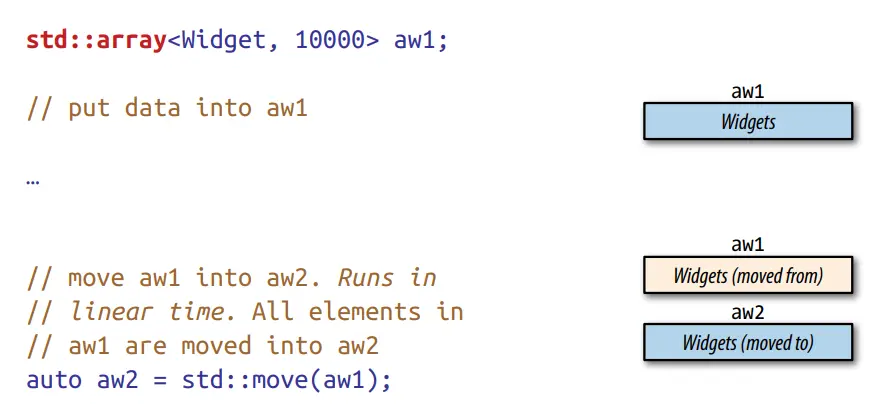 std::array<Widget, 10000> aw1;
// put data into aw1
aw1
Widgets
…
aw1
Widgets (moved from)
// move aw1 into aw2. Runs in
// linear time. All elements in
// aw1 are moved into aw2
auto aw2 = std::move(aw1);
aw2
Widgets (moved to)